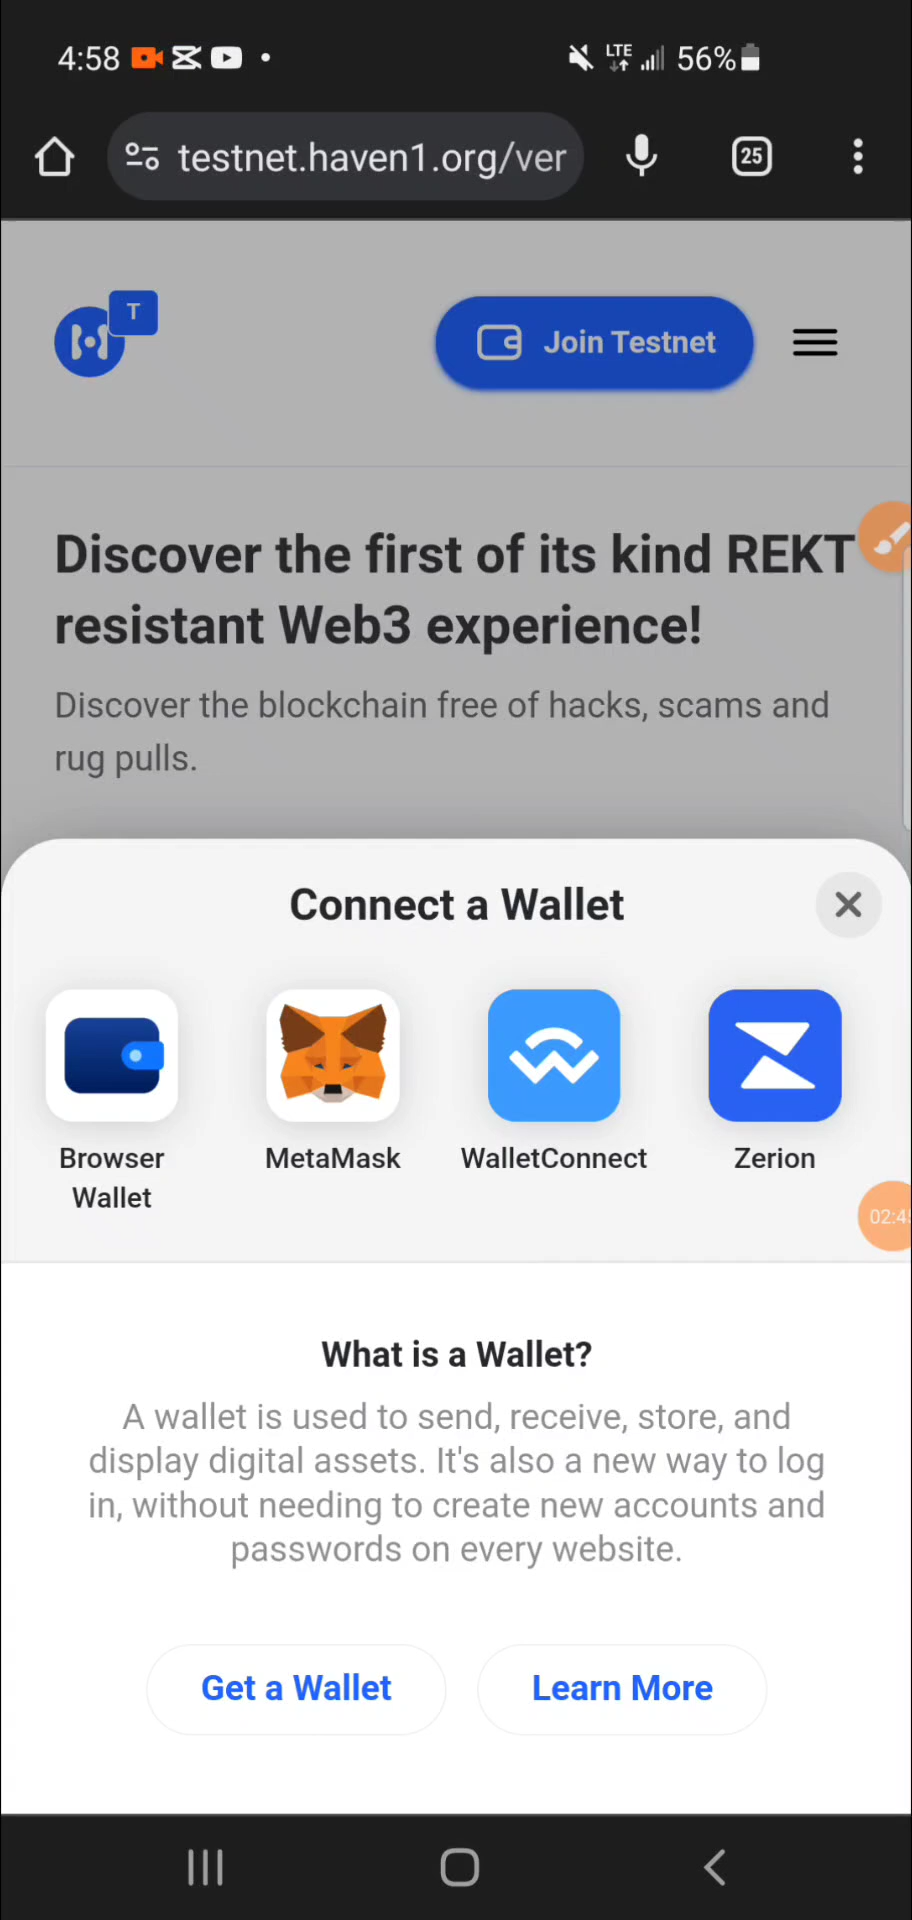 4:58
LTE
56%
testnet.haven1.org/ver
25
T
Join Testnet
Discover the first of its kind REKT
resistant Web3 experience!
Discover the blockchain free of hacks, scams and
rug pulls.
Connect a Wallet
Browser
Wallet
MetaMask
WalletConnect
Zerion
02:45
What is a Wallet?
A wallet is used to send, receive, store, and
display digital assets. It's also a new way to log
in, without needing to create new accounts and
passwords on every website.
Get a Wallet
Learn More